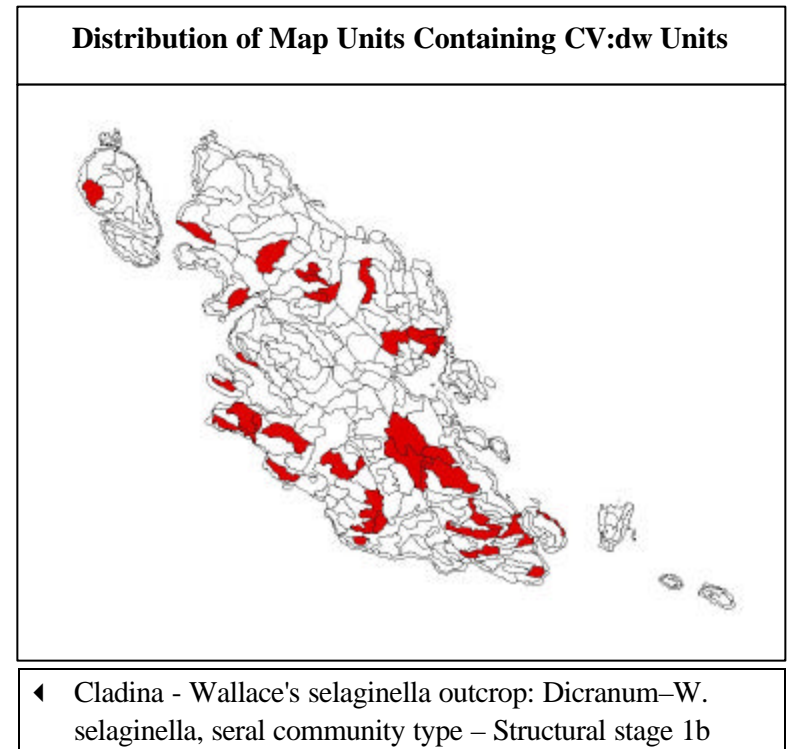 Distribution of Map Units Containing CV:dw Units
Cladina - Wallace's selaginella outcrop: Dicranum–W.
selaginella, seral community type – Structural stage 1b